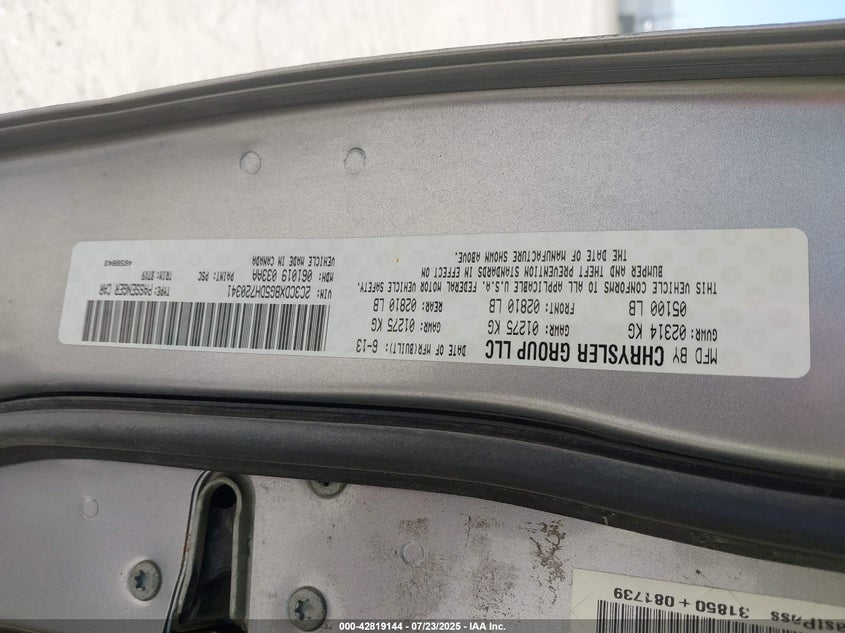 MFD BY CHRYSLER GROUP LLC DATE OF MFR(BUILT): 6-13
GVWR: 02314 KG GAWR: 01275 KG GAWR: 01275 KG
05100 LB FRONT: 02810 LB REAR: 02810 LB
THIS VEHICLE CONFORMS TO ALL APPLICABLE U.S.A. FEDERAL MOTOR VEHICLE SAFETY,
BUMPER AND THEFT PREVENTION STANDARDS IN EFFECT ON
THE DATE OF MANUFACTURE SHOWN ABOVE.
VIN: 2C3CDXBG5DH720341 TYPE: PASSENGER CAR
MDH: 061019 033AA PAINT: PSC TRIM:
VEHICLE MADE IN CANADA
31850+081739
000-42819144 - 07/23/2025 - IAA Inc.